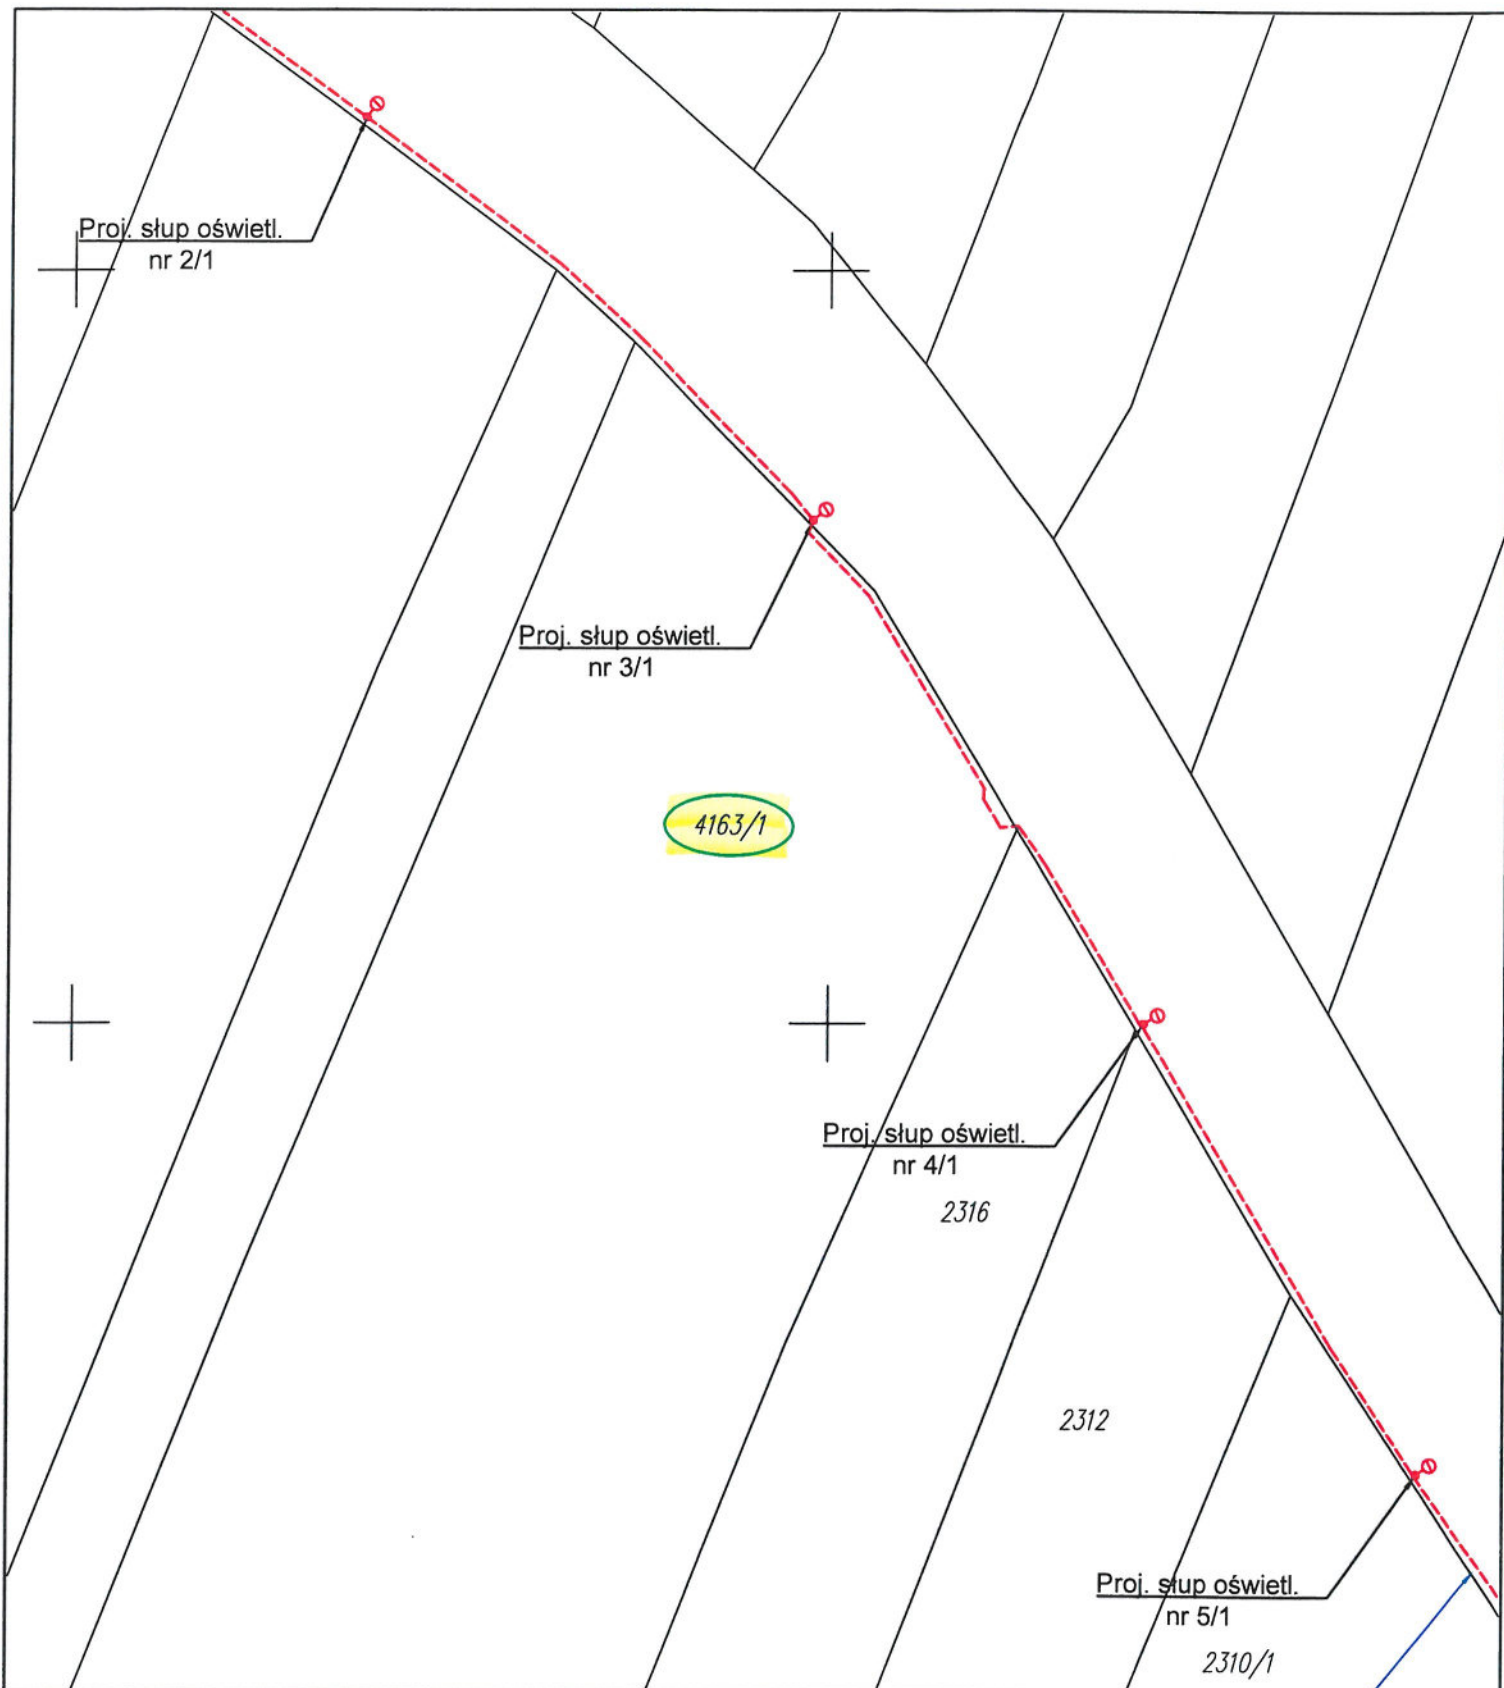 Proj. słup oświetl.
nr 2/1
Proj. słup oświetl.
nr 3/1
4163/1
Proj. słup oświetl.
nr 4/1
2316
2312
Proj. słup oświetl.
nr 5/1
2310/1